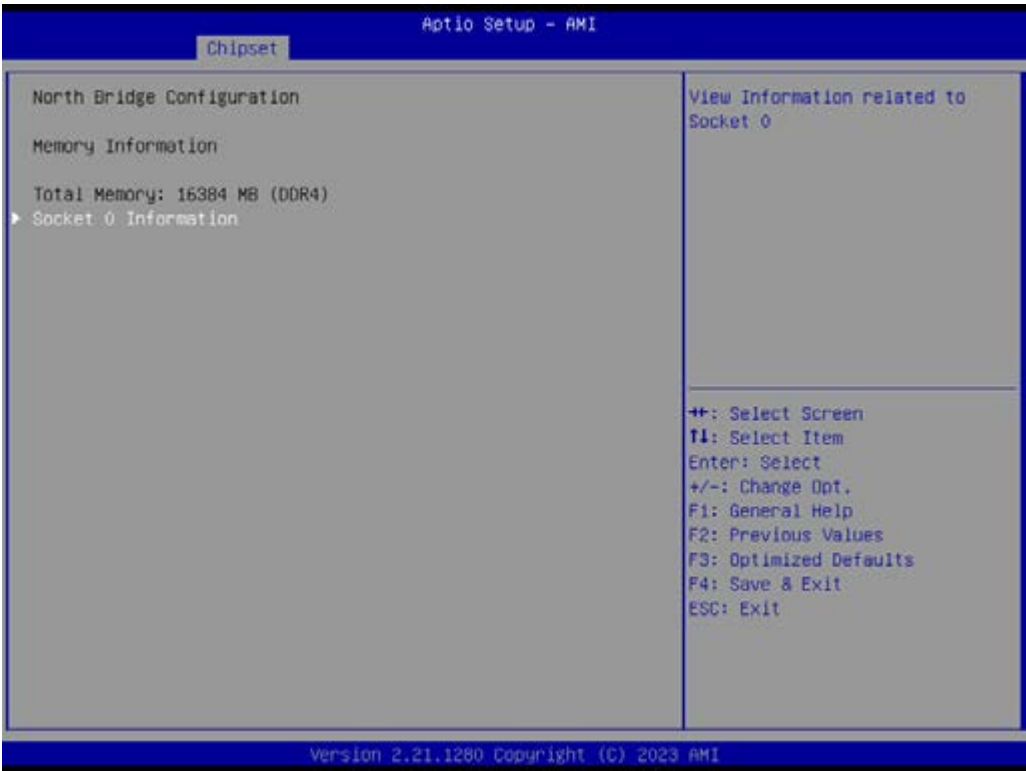 Aptio Setup - AMI
Chipset
North Bridge Configuration
Memory Information
Total Memory: 16384 MB (DDR4)
Socket 0 Information
View Information related to
Socket 0
→←: Select Screen
↑↓: Select Item
Enter: Select
+/-: Change Opt.
F1: General Help
F2: Previous Values
F3: Optimized Defaults
F4: Save & Exit
ESC: Exit
Version 2.21.1280 Copyright (C) 2023 AMI